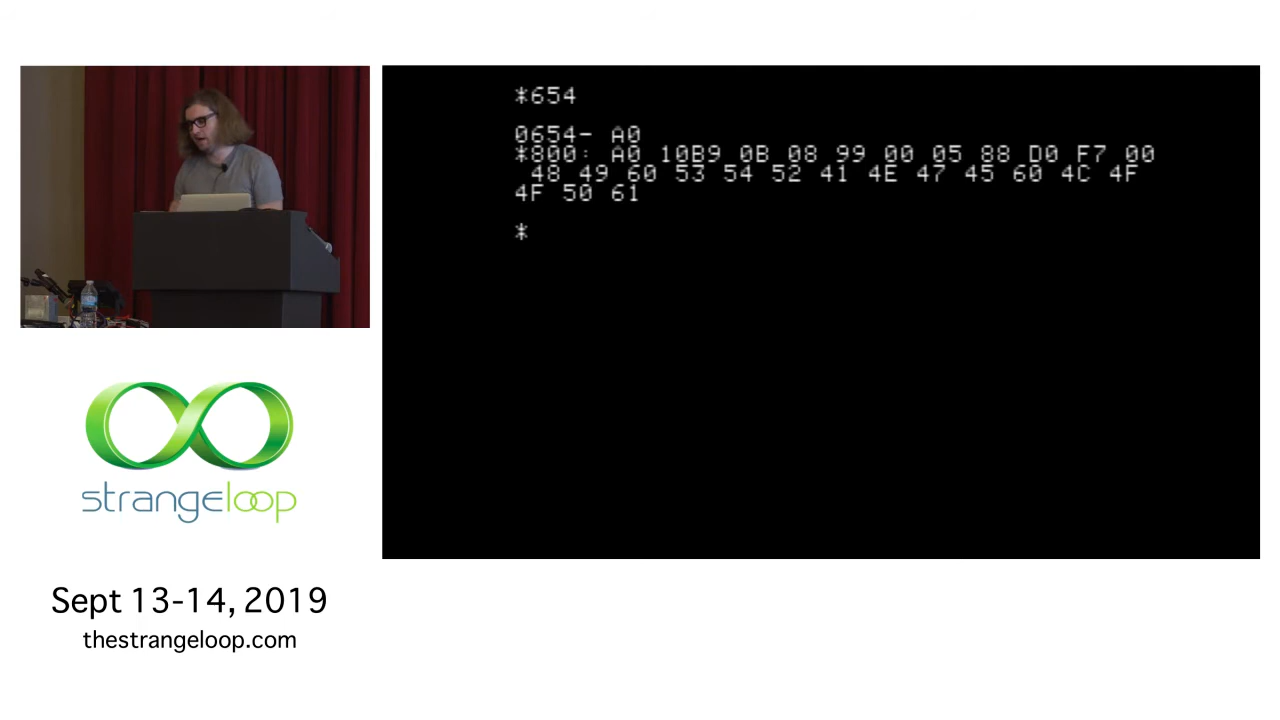 *654
0654- A0
*800: A0 10B9 0B 08 99 00 05 88 D0 F7 00
48 49 60 53 54 52 41 4E 47 45 60 4C 4F
4F 50 61
*
strangeloop
Sept 13-14, 2019
thestrangeloop.com